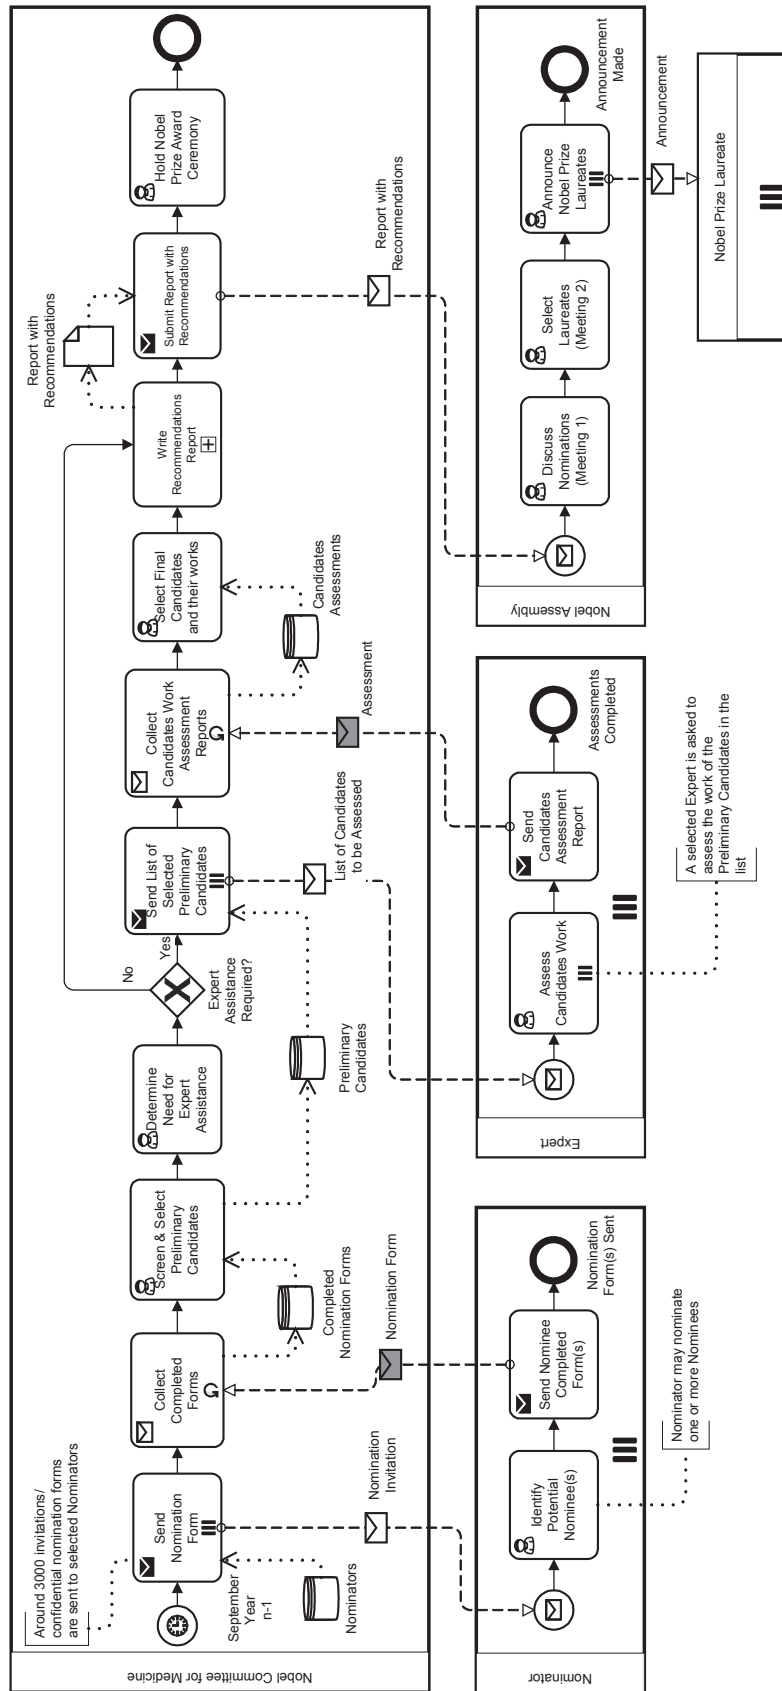 Nobel Committee for Medicine
Around 3000 invitations/
confidential nomination forms
are sent to selected Nominators
September
Year
n-1
Send
Nomination
Form
Nominators
Nomination
Invitation
Collect
Completed
Forms
Completed
Nomination Forms
Nomination Form
Screen & Select
Preliminary
Candidates
Determine
Need for
Expert
Assistance
Preliminary
Candidates
Expert
Assistance
Required?
No
Yes
Send List of
Selected
Preliminary
Candidates
List of Candidates
to be Assessed
Collect
Candidates Work
Assessment
Reports
Assessment
Candidates
Assessments
Select Final
Candidates
and their works
Write
Recommendations
Report
Report with
Recommendations
Submit Report with
Recommendations
Report with
Recommendations
Hold Nobel
Prize Award
Ceremony
Nominator
Identify
Potential
Nominee(s)
Send Nominee
Completed
Form(s)
Nomination
Form(s) Sent
Nominator may nominate
one or more Nominees
Expert
Assess
Candidates Work
Send
Candidates
Assessment
Report
Assessments
Completed
A selected Expert is asked to
assess the work of the
Preliminary Candidates in the
list
Nobel Assembly
Discuss
Nominations
(Meeting 1)
Select
Laureates
(Meeting 2)
Announce
Nobel Prize
Laureates
Announcement
Made
Announcement
Nobel Prize Laureate